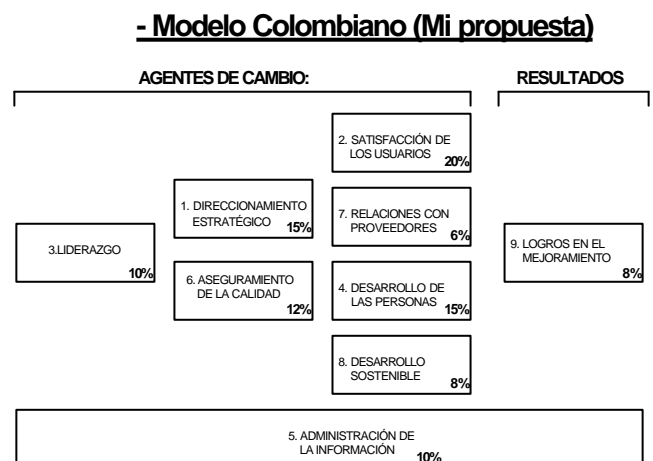 - Modelo Colombiano (Mi propuesta)
AGENTES DE CAMBIO:
RESULTADOS
2. SATISFACCIÓN DE
LOS USUARIOS
20%
1. DIRECCIONAMIENTO
ESTRATÉGICO
15%
7. RELACIONES CON
PROVEEDORES
6%
3.LIDERAZGO
10%
9. LOGROS EN EL
MEJORAMIENTO
8%
6. ASEGURAMIENTO
DE LA CALIDAD
12%
4. DESARROLLO DE
LAS PERSONAS
15%
8. DESARROLLO
SOSTENIBLE
8%
5. ADMINISTRACIÓN DE
LA INFORMACIÓN
10%